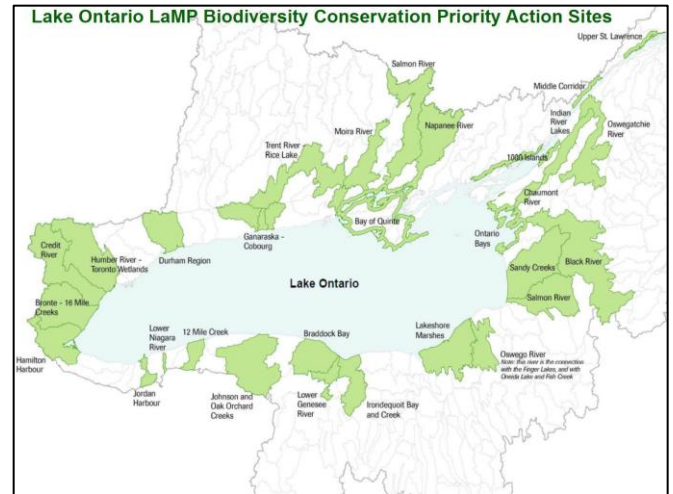 Lake Ontario LaMP Biodiversity Conservation Priority Action Sites
Upper St. Lawrence
Salmon River
Middle Corridor
Moira River
Napanee River
Indian
River
Lakes
Oswegatchie
River
Trent River
Rice Lake
1000 Islands
Chaumont
River
Bay of Quinte
Credit
River
Humber River -
Toronto Wetlands
Durham Region
Ganaraska -
Cobourg
Ontario
Bays
Sandy Creeks
Black River
Lake Ontario
Bronte - 16 Mile
Creeks
Salmon River
Lower
Niagara
River
12 Mile Creek
Braddock Bay
Lakeshore
Marshes
Hamilton
Harbour
Jordan
Harbour
Johnson and
Oak Orchard
Creeks
Lower
Genesee
River
Irondequoit Bay
and Creek
Oswego River
Note: this river is the connection
with the Finger Lakes, and with
Oneida Lake and Fish Creek